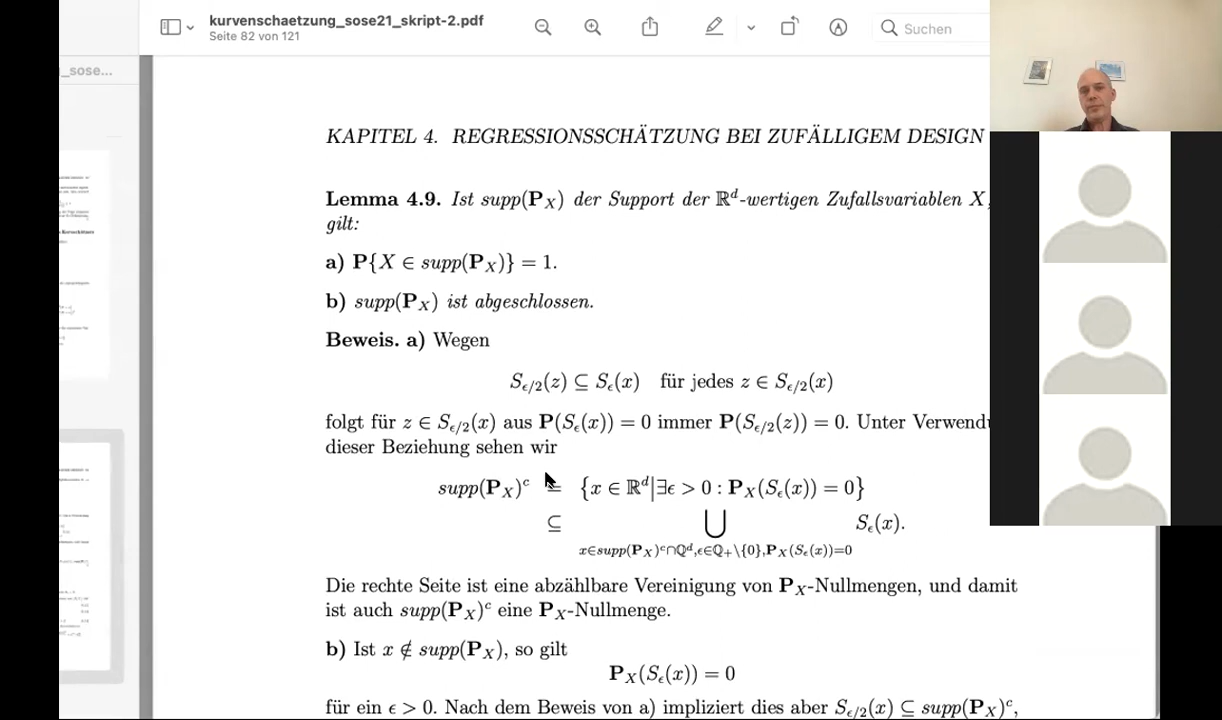 kurvenschaetzung_sose21_skript-2.pdf
Seite 82 von 121
Suchen
_sose...
KAPITEL 4. REGRESSIONSSCHÄTZUNG BEI ZUFÄLLIGEM DESIGN
Lemma 4.9. Ist supp(P_X) der Support der ℝ^d-wertigen Zufallsvariablen X,
gilt:
a) P{X ∈ supp(P_X)} = 1.
b) supp(P_X) ist abgeschlossen.
Beweis. a) Wegen
S_{ϵ/2}(z) ⊆ S_ϵ(x) für jedes z ∈ S_{ϵ/2}(x)
folgt für z ∈ S_{ϵ/2}(x) aus P(S_ϵ(x)) = 0 immer P(S_{ϵ/2}(z)) = 0. Unter
dieser Beziehung sehen wir
supp(P_X)^c = {x ∈ ℝ^d|∃ϵ > 0 : P_X(S_ϵ(x)) = 0}
⊆ ⋃ S_ϵ(x).
x∈supp(P_X)^c∩ℚ^d,ϵ∈ℚ_+\{0},P_X(S_ϵ(x))=0
Die rechte Seite ist eine abzählbare Vereinigung von P_X-Nullmengen, und damit
ist auch supp(P_X)^c eine P_X-Nullmenge.
b) Ist x ∉ supp(P_X), so gilt
P_X(S_ϵ(x)) = 0
für ein ϵ > 0. Nach dem Beweis von a) impliziert dies aber S_{ϵ/2}(x) ⊆ supp(P_X)^c,